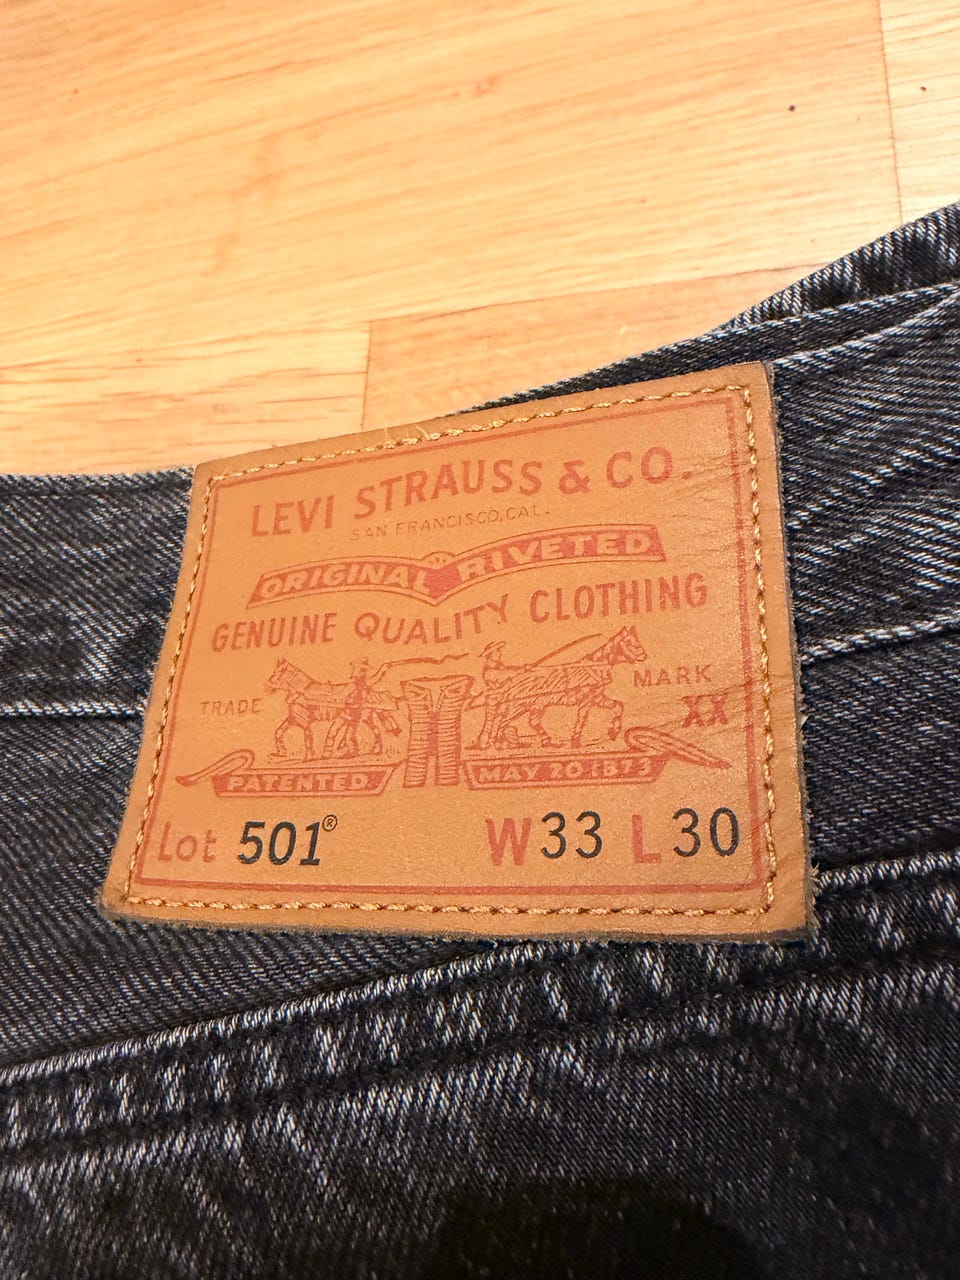 LEVI STRAUSS & CO.
SAN FRANCISCO, CAL.
ORIGINAL RIVETED
GENUINE QUALITY CLOTHING
TRADE MARK
XX
PATENTED MAY 20 1873
Lot 501® W33 L30